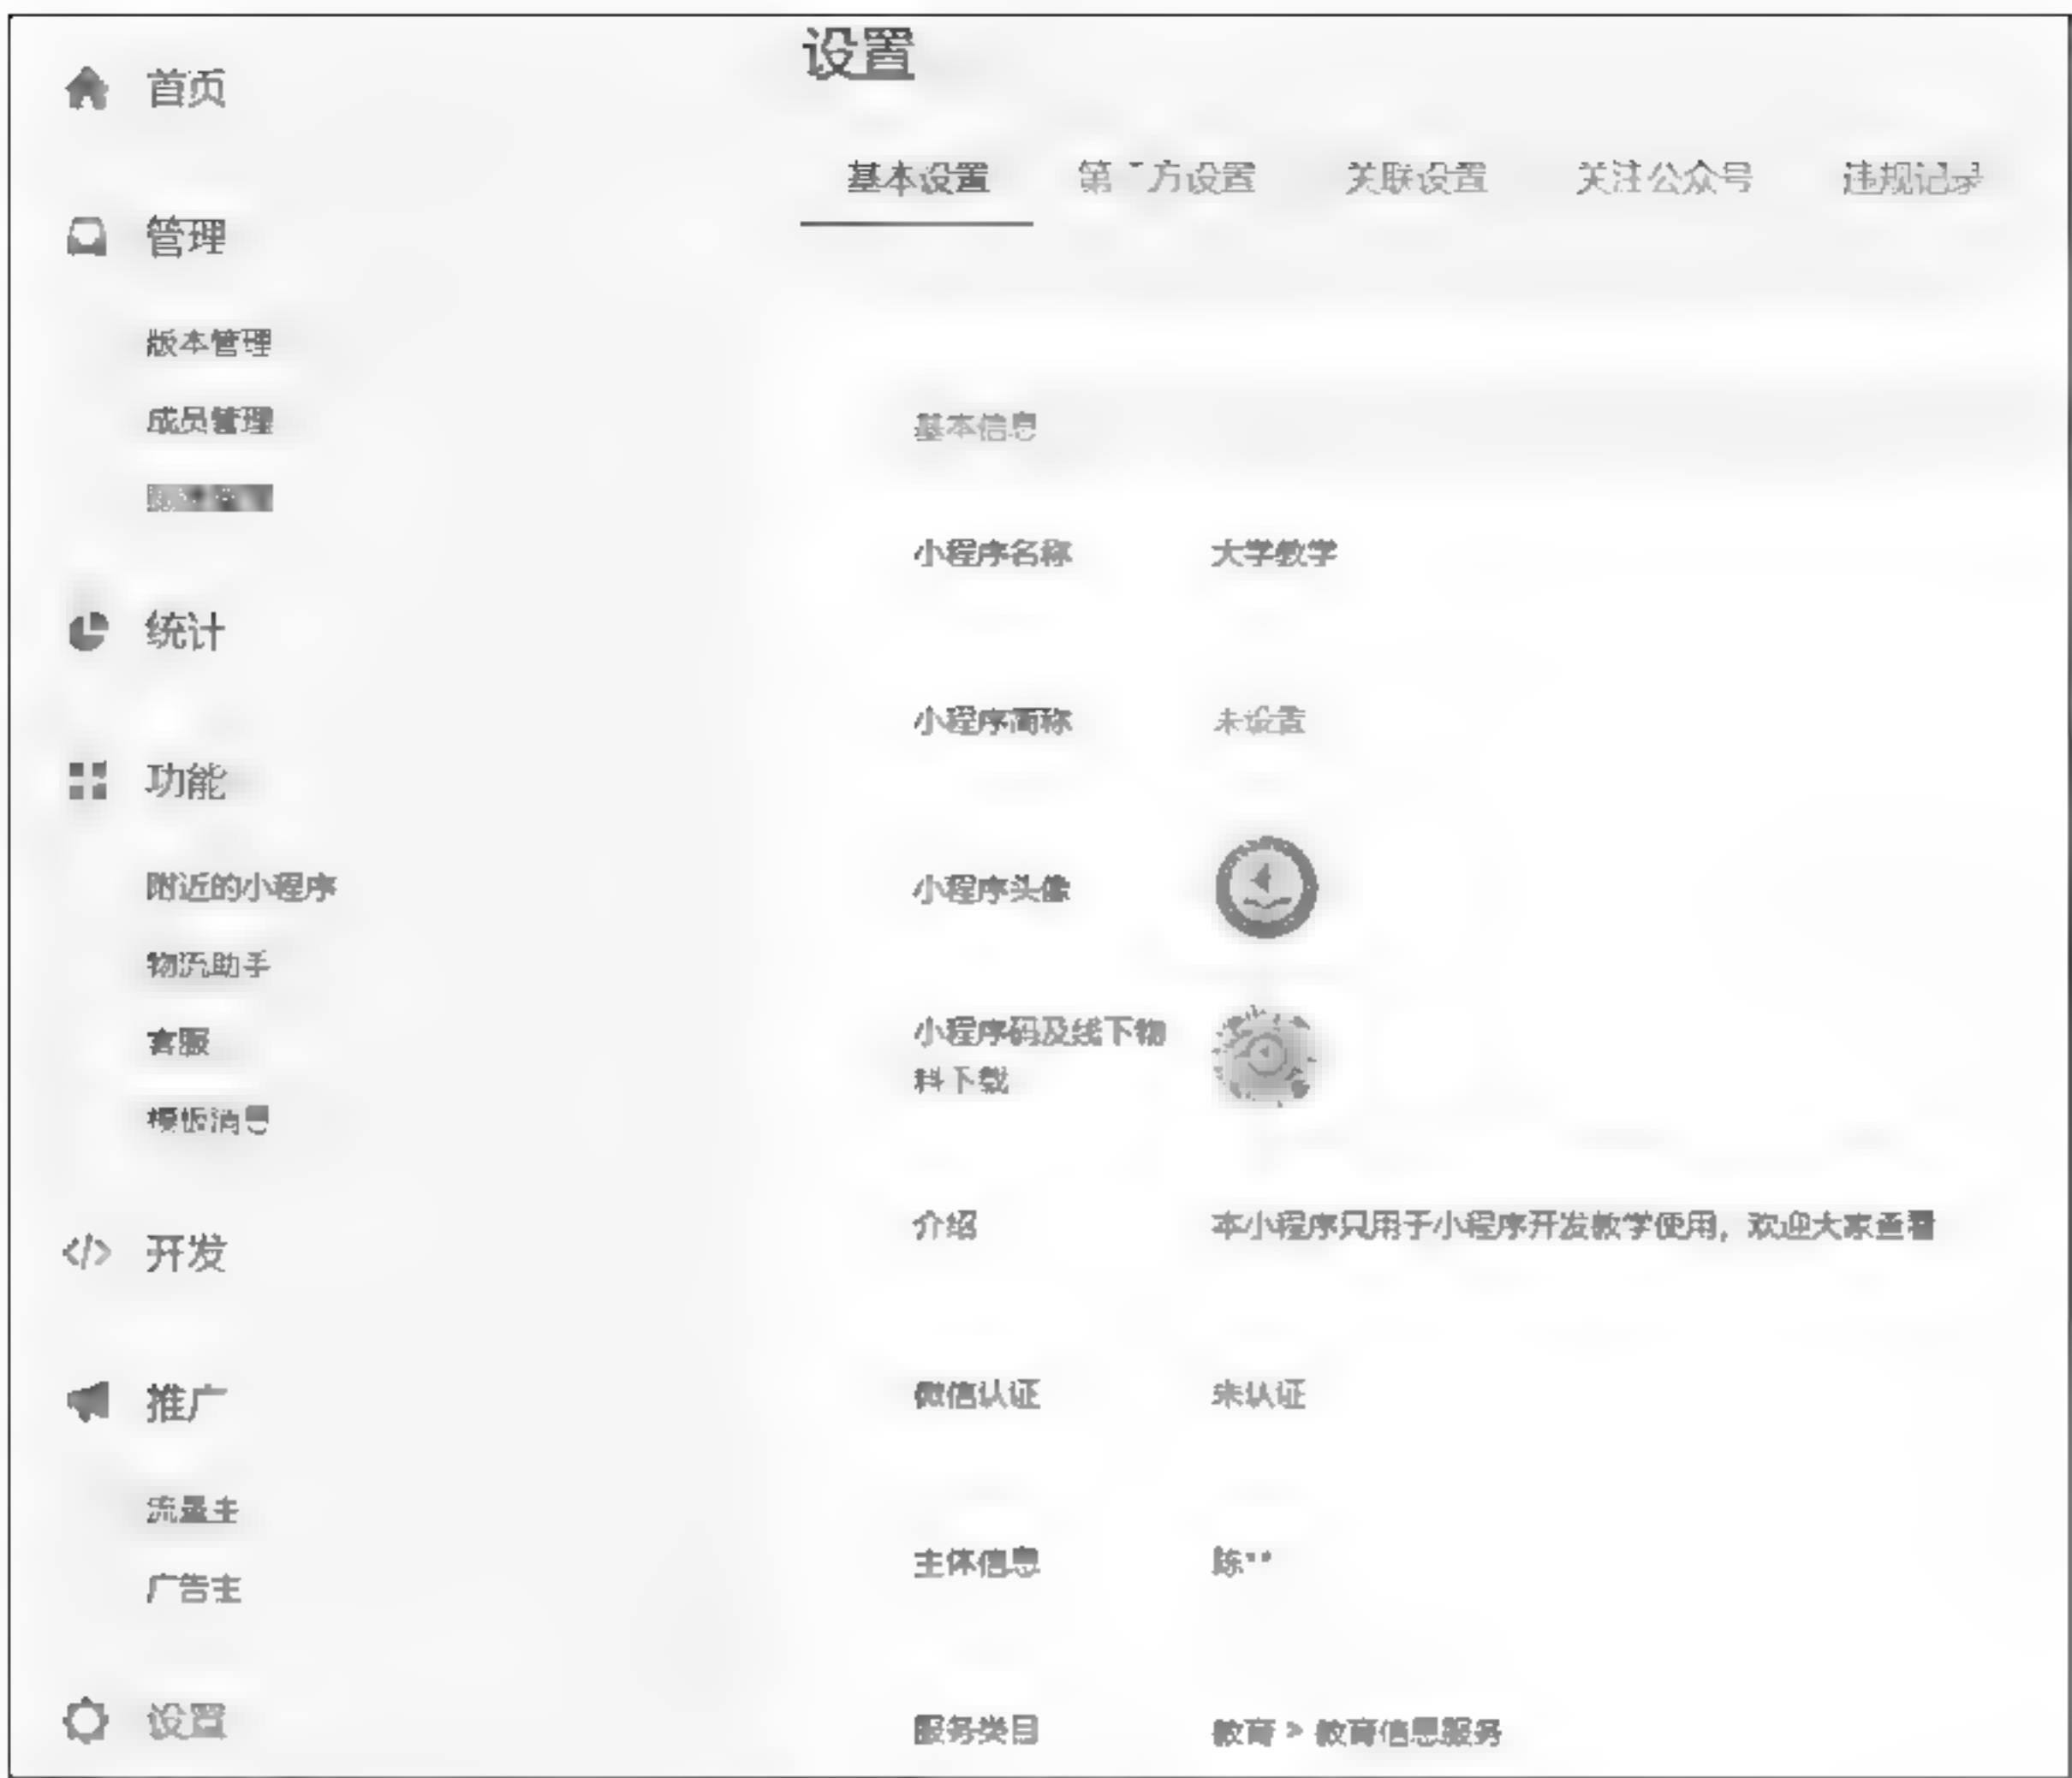 首页
管理
版本管理
成员管理
统计
功能
附近的小程序
物流助手
客服
模板消息
开发
推广
流量主
广告主
设置
设置
基本设置 第 方设置 关联设置 关注公众号 违规记录
基本信息
小程序名称 大学教学
小程序简称 未设置
小程序头像
小程序码及线下物
料下载
介绍 本小程序只用于小程序开发教学使用，欢迎大家查看
微信认证 未认证
主体信息 陈**
服务类目 教育 > 教育信息服务